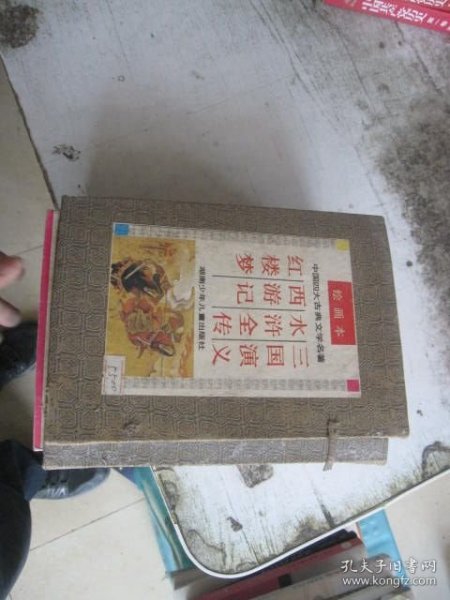 绘画本
中国四大古典文学名著
三国演义
水浒全传
西游记
红楼梦
湖南少年儿童出版社
孔夫子旧书网
www.kongfz.com